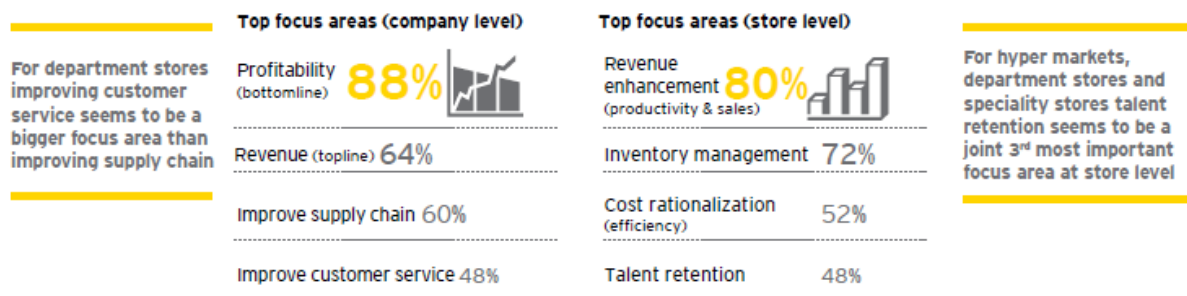 For department stores
improving customer
service seems to be a
bigger focus area than
improving supply chain
Top focus areas (company level)
Profitability
(bottomline)
88%
Revenue (topline) 64%
Improve supply chain 60%
Improve customer service 48%
Top focus areas (store level)
Revenue
enhancement 80%
(productivity & sales)
Inventory management 72%
Cost rationalization
(efficiency)
52%
Talent retention 48%
For hyper markets,
department stores and
speciality stores talent
retention seems to be a
joint 3rd most important
focus area at store level